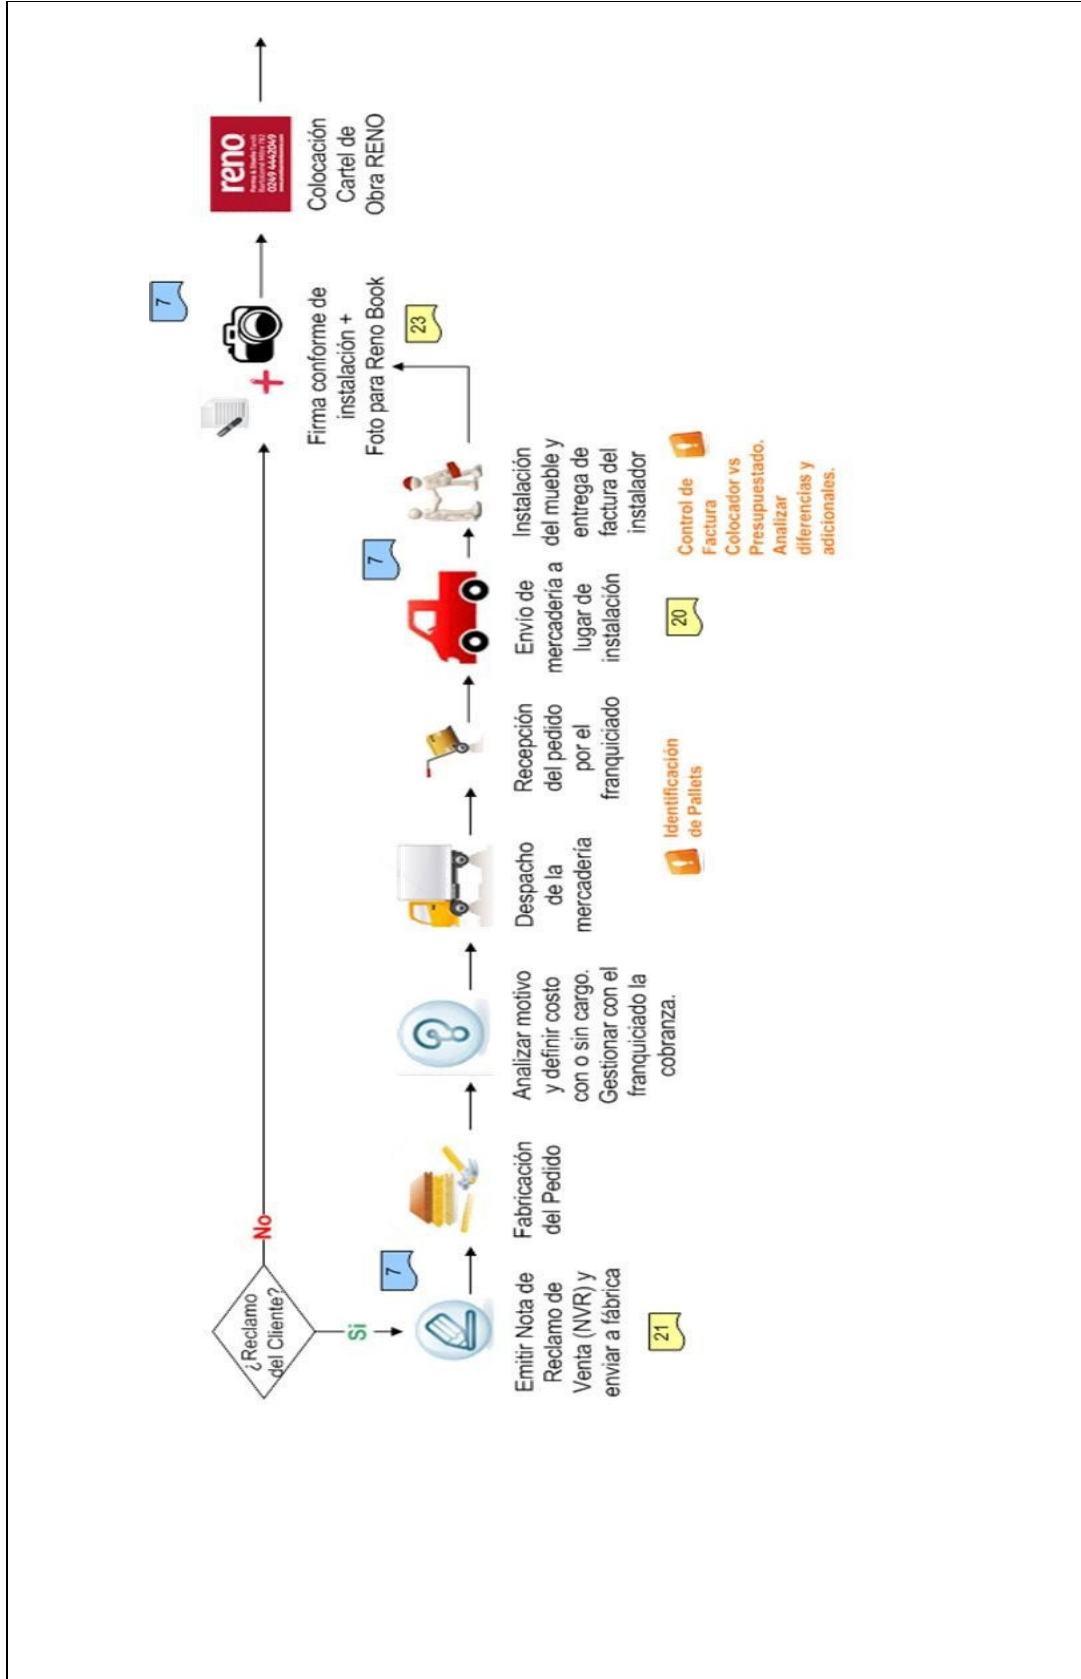 ¿Reclamo
del Cliente?
No
Si
7
Emitir Nota de
Reclamo de
Venta (NVR) y
enviar a fábrica
21
Fabricación
del Pedido
Analizar motivo
y definir costo
con o sin cargo.
Gestionar con el
franquiciado la
cobranza.
Despacho
de la
mercadería
Identificación
de Pallets
Recepción
del pedido
por el
franquiciado
7
Envío de
mercadería a
lugar de
instalación
20
Instalación
del mueble y
entrega de
factura del
instalador
Control de
Factura
Colocador vs
Presupuestado.
Analizar
diferencias y
adicionales.
7
Firma conforme de
instalación +
Foto para Reno Book
23
reno
0249 4442049
Colocación
Cartel de
Obra RENO